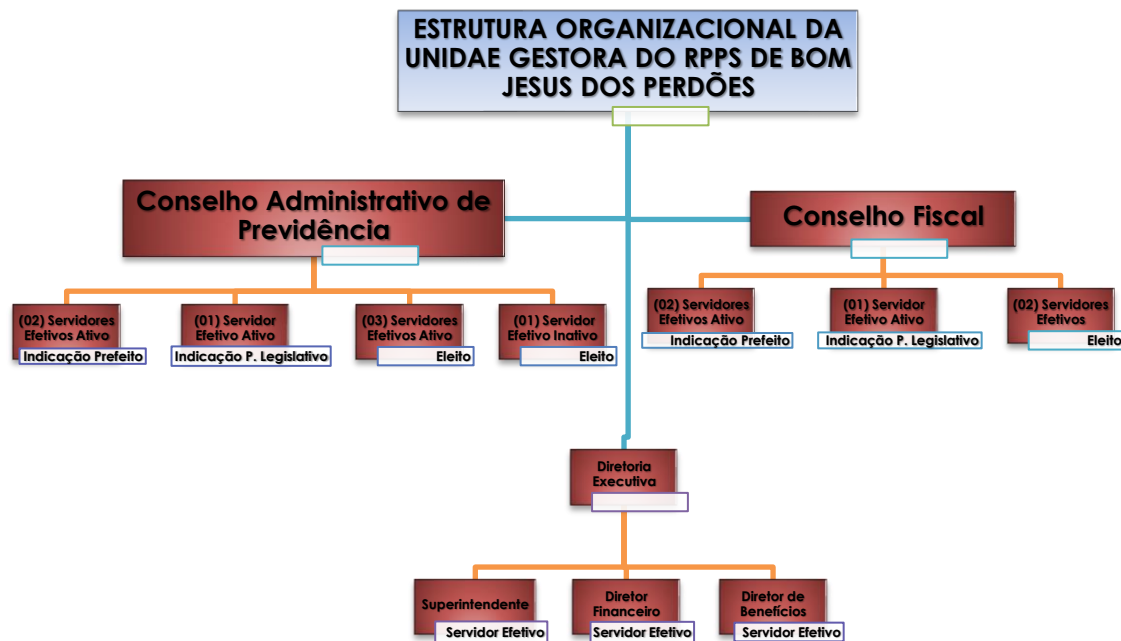 ESTRUTURA ORGANIZACIONAL DA
UNIDAE GESTORA DO RPPS DE BOM
JESUS DOS PERDÕES
Conselho Administrativo de
Previdência
Conselho Fiscal
(02) Servidores
Efetivos Ativo
Indicação Prefeito
(01) Servidor
Efetivo Ativo
Indicação P. Legislativo
(03) Servidores
Efetivos Ativo
Eleito
(01) Servidor
Efetivo Inativo
Eleito
(02) Servidores
Efetivos Ativo
Indicação Prefeito
(01) Servidor
Efetivo Ativo
Indicação P. Legislativo
(02) Servidores
Efetivos
Eleito
Diretoria
Executiva
Superintendente
Servidor Efetivo
Diretor
Financeiro
Servidor Efetivo
Diretor de
Benefícios
Servidor Efetivo